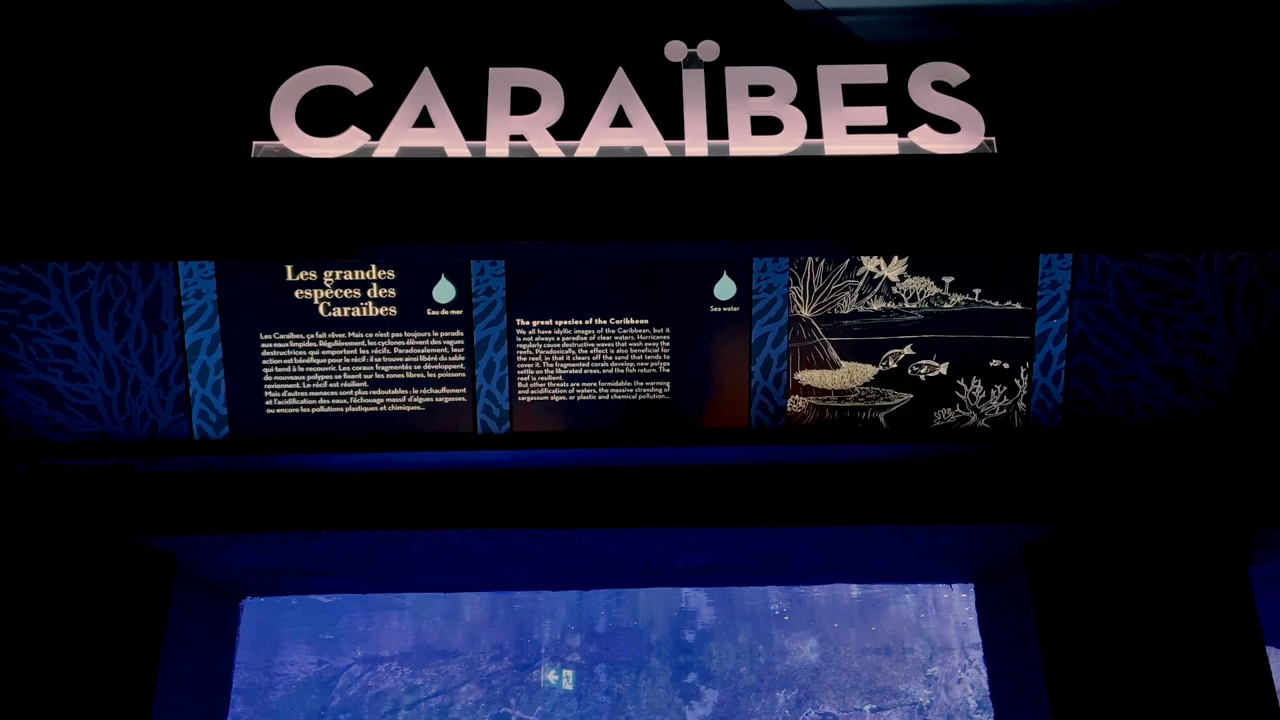 CARAÏBES
Les grandes
espèces des
Caraïbes
Eau de mer
Les Caraïbes, ça fait rêver. Mais ce n'est pas toujours le paradis
aux eaux limpides. Régulièrement, les cyclones élèvent des vagues
destructrices qui emportent les récifs. Paradoxalement, leur
action est bénéfique pour le récif : il se trouve ainsi libéré du sable
qui tend à le recouvrir. Les coraux fragmentés se développent,
de nouveaux polypes se fixent sur les zones libres, les poissons
reviennent. Le récif est résilient.
Mais d'autres menaces sont plus redoutables : le réchauffement
et l'acidification des eaux, l'échouage massif d'algues sargasses,
ou encore les pollutions plastiques et chimiques...
Sea water
The great species of the Caribbean
We all have idyllic images of the Caribbean, but it
is not always a paradise of clear waters. Hurricanes
regularly cause destructive waves that wash away the
reefs. Paradoxically, the effect is also beneficial for
the reef, in that it clears off the sand that tends to
cover it. The fragmented corals develop, new polyps
settle on the liberated areas, and the fish return. The
reef is resilient.
But other threats are more formidable: the warming
and acidification of waters, the massive stranding of
sargassum algae, or plastic and chemical pollution...